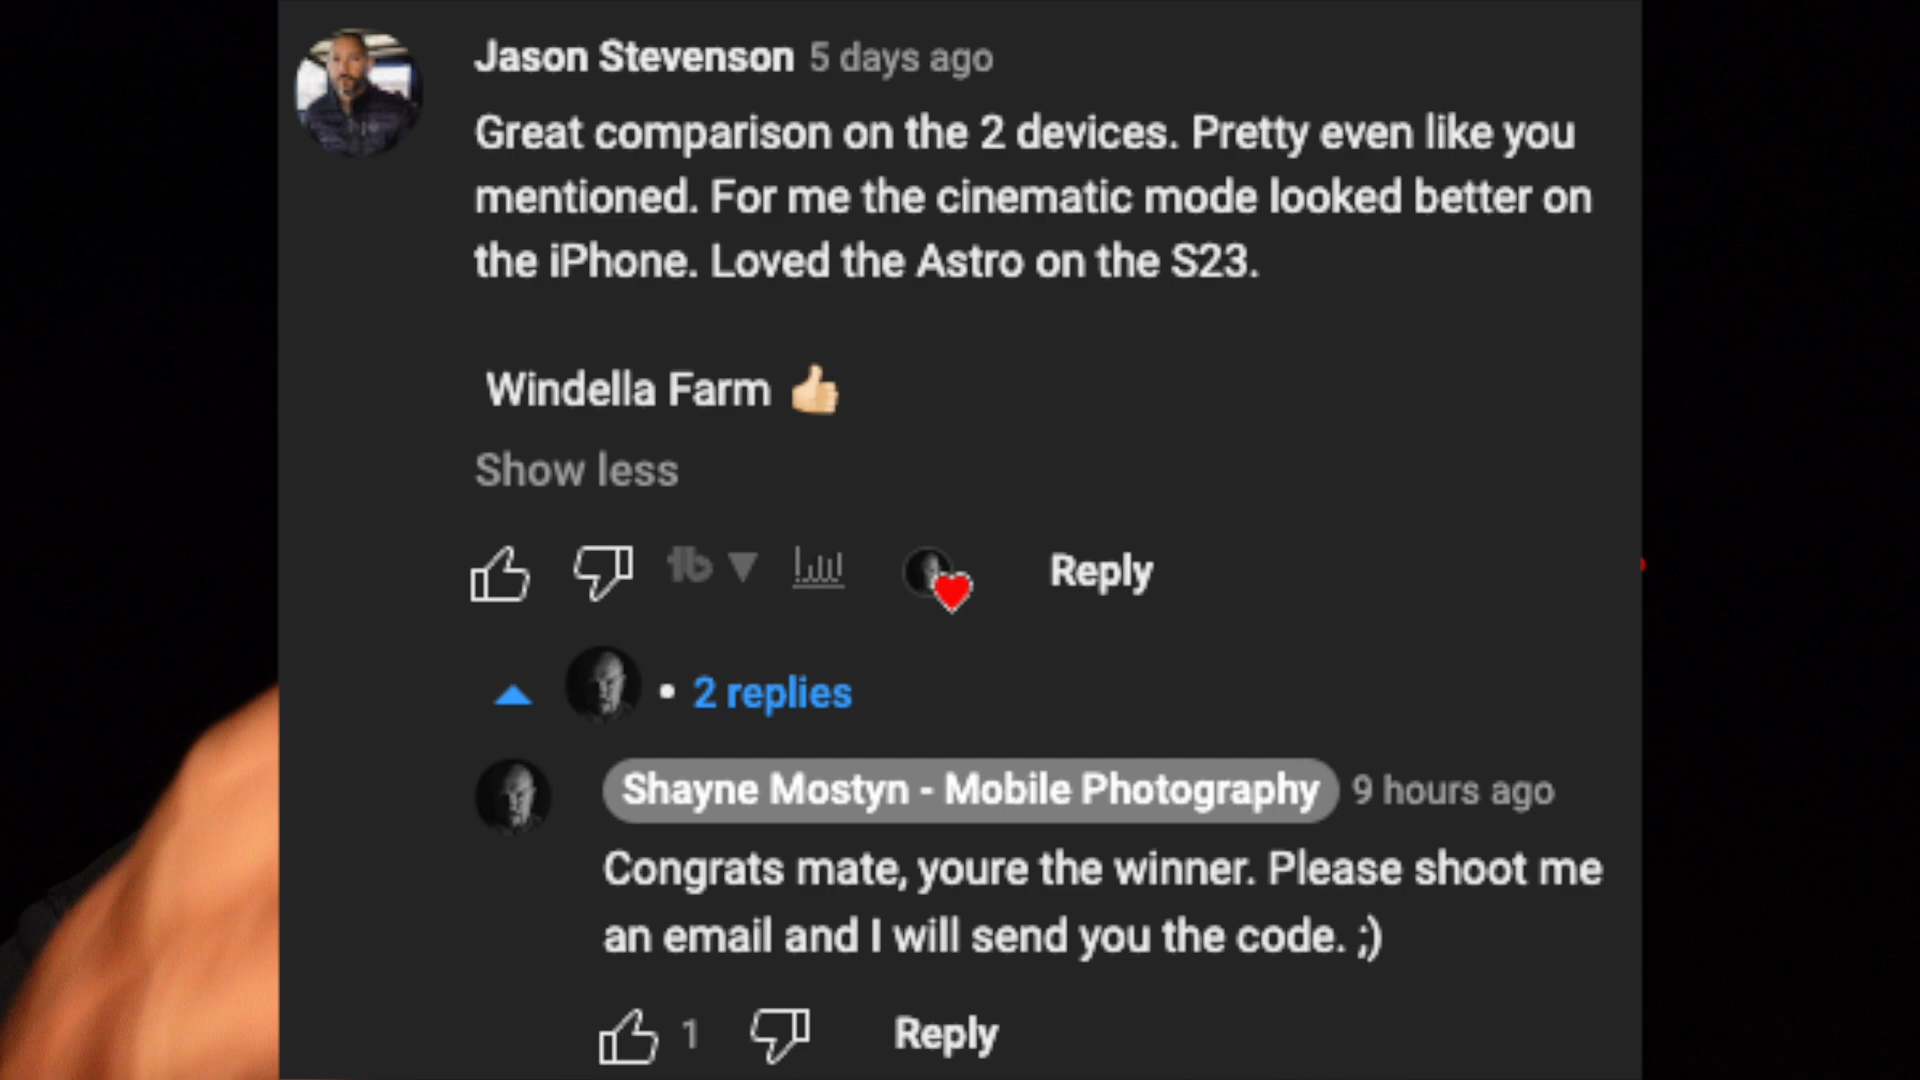 Jason Stevenson 5 days ago
Great comparison on the 2 devices. Pretty even like you
mentioned. For me the cinematic mode looked better on
the iPhone. Loved the Astro on the S23.
Windella Farm 👍🏼
Show less
tb
Reply
2 replies
Shayne Mostyn - Mobile Photography 9 hours ago
Congrats mate, youre the winner. Please shoot me
an email and I will send you the code. ;)
1 Reply